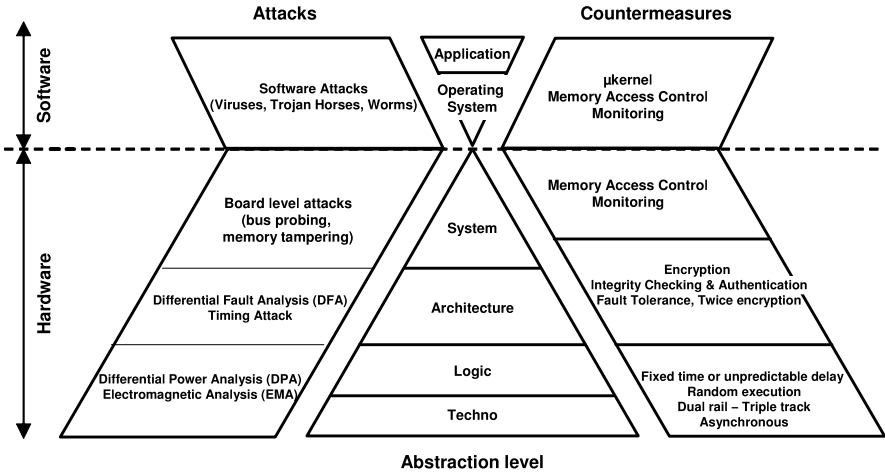 Attacks
Countermeasures
Software
Software Attacks
(Viruses, Trojan Horses, Worms)
Application
Operating
System
µkernel
Memory Access Control
Monitoring
Hardware
Board level attacks
(bus probing,
memory tampering)
System
Memory Access Control
Monitoring
Differential Fault Analysis (DFA)
Timing Attack
Architecture
Encryption
Integrity Checking & Authentication
Fault Tolerance, Twice encryption
Differential Power Analysis (DPA)
Electromagnetic Analysis (EMA)
Logic
Techno
Fixed time or unpredictable delay
Random execution
Dual rail – Triple track
Asynchronous
Abstraction level